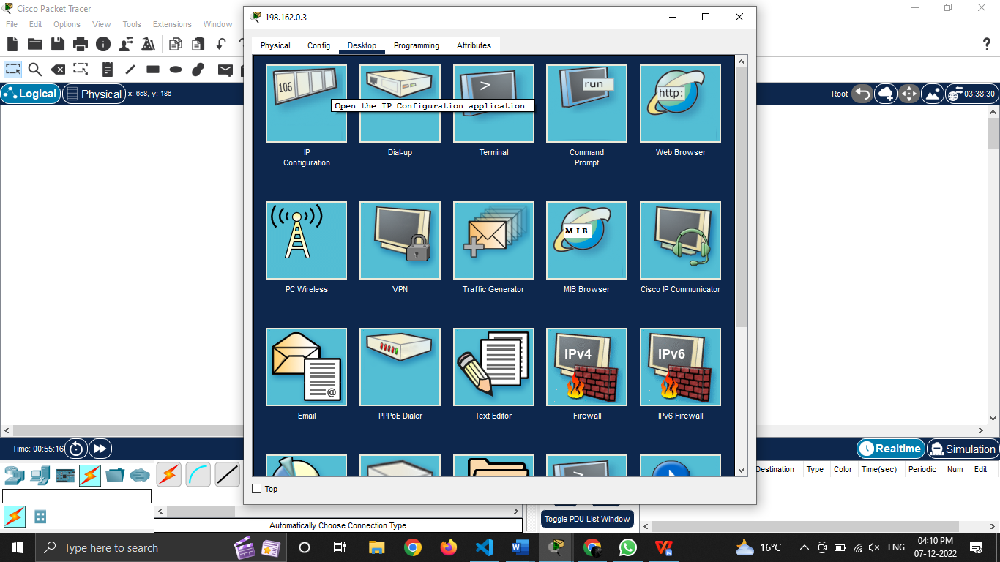 Cisco Packet Tracer
File Edit Options View Tools Extensions Window
198.162.0.3
Physical Config Desktop Programming Attributes
?
Logical
Physical
x: 658, y: 186
Root
03:38:30
106
>
run
http:
Open the IP Configuration application.
IP
Configuration
Dial-up
Terminal
Command
Prompt
Web Browser
MIB
PC Wireless
VPN
Traffic Generator
MIB Browser
Cisco IP Communicator
@
IPv4
IPv6
Email
PPPoE Dialer
Text Editor
Firewall
IPv6 Firewall
>
Top
Time: 00:55:16
Realtime
Simulation
Destination Type Color Time(sec) Periodic Num Edit
Toggle PDU List Window
Automatically Choose Connection Type
Type here to search
W
W
16°C
ENG
04:10 PM
07-12-2022